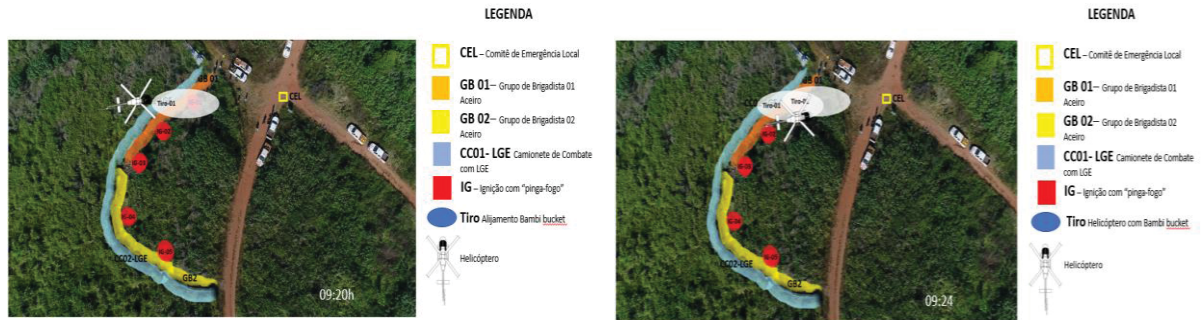 LEGENDA
CEL – Comitê de Emergência Local
GB 01– Grupo de Brigadista 01
Aceiro
GB 02– Grupo de Brigadista 02
Aceiro
CC01- LGE Camionete de Combate
com LGE
IG – Ignição com “pinga-fogo”
Tiro Alijamento Bambi bucket
Helicóptero
GB 01
Tiro-01
CEL
IG-02
IG-03
IG-04
IG-05
CC02-LGE
GB2
09:20h
LEGENDA
CEL – Comitê de Emergência Local
GB 01– Grupo de Brigadista 01
Aceiro
GB 02– Grupo de Brigadista 02
Aceiro
CC01- LGE Camionete de Combate
com LGE
IG – Ignição com “pinga-fogo”
Tiro Helicóptero com Bambi bucket
Helicóptero
GB 01
Tiro-01
CEL
IG-03
IG-04
IG-05
CC02-LGE
GB2
09:24